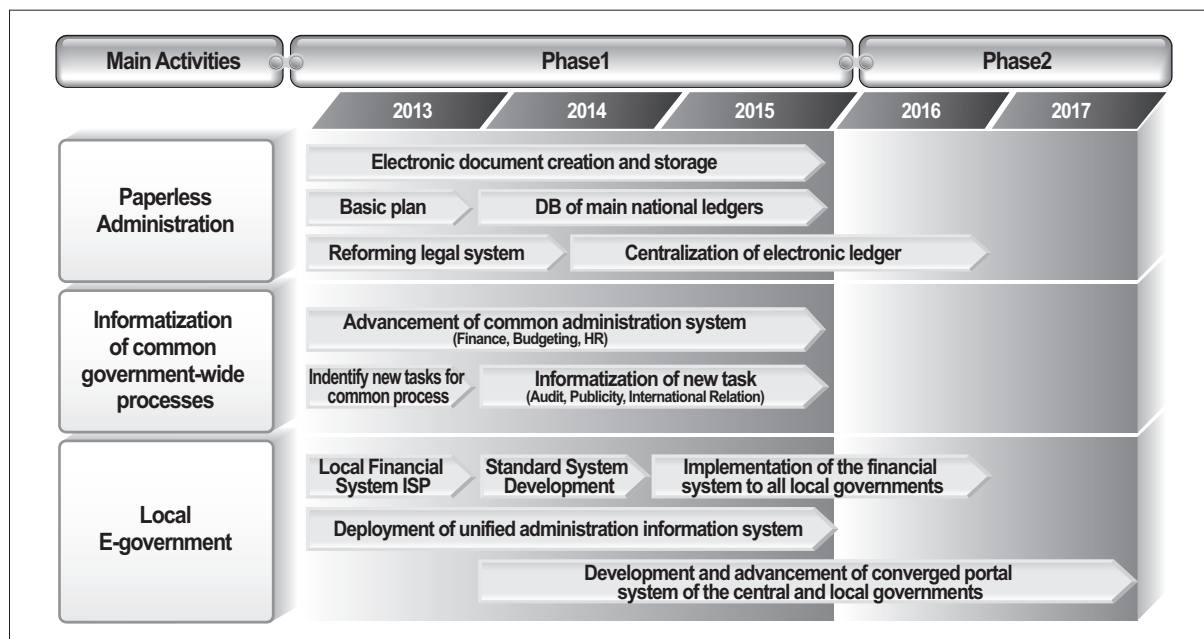 Main Activities
Phase1
Phase2
2013
2014
2015
2016
2017
Paperless
Administration
Electronic document creation and storage
Basic plan
DB of main national ledgers
Reforming legal system
Centralization of electronic ledger
Informatization
of common
government-wide
processes
Advancement of common administration system
(Finance, Budgeting, HR)
Indentify new tasks for
common process
Informatization of new task
(Audit, Publicity, International Relation)
Local
E-government
Local Financial
System ISP
Standard System
Development
Implementation of the financial
system to all local governments
Deployment of unified administration information system
Development and advancement of converged portal
system of the central and local governments